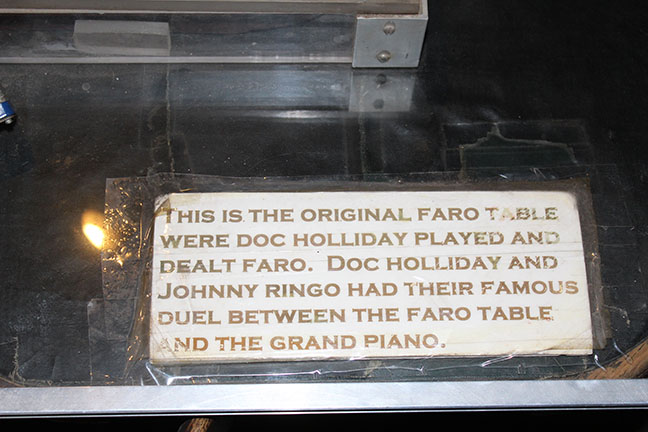 THIS IS THE ORIGINAL FARO TABLE
WERE DOC HOLLIDAY PLAYED AND
DEALT FARO. DOC HOLLIDAY AND
JOHNNY RINGO HAD THEIR FAMOUS
DUEL BETWEEN THE FARO TABLE
AND THE GRAND PIANO.